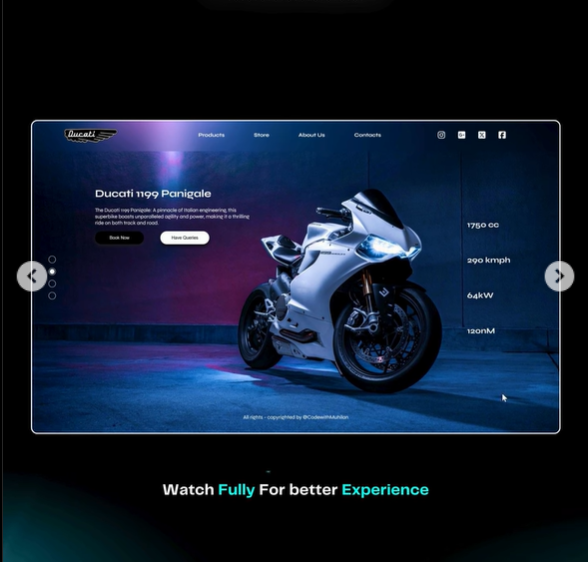 Ducati
Products Store About Us Contacts
Ducati 1199 Panigale
The Ducati 1199 Panigale: A pinnacle of Italian engineering, this
superbike boasts unparalleled agility and power, making it a thrilling
ride on both track and road.
Book Now Have Queries
1750 cc
290 kmph
64kW
120nM
All rights - copyrighted by
Watch Fully For better Experience